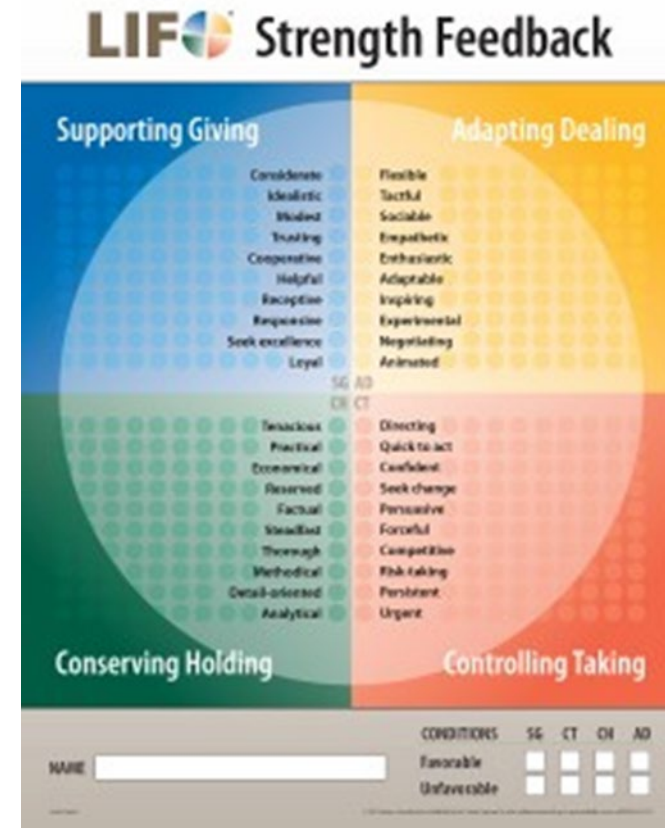 LIFO Strength Feedback
Supporting Giving
Adapting Dealing
Considerate
Idealistic
Modest
Trusting
Cooperative
Helpful
Receptive
Responsive
Seek excellence
Loyal
Flexible
Tactful
Sociable
Empathetic
Enthusiastic
Adaptable
Inspiring
Experimental
Negotiating
Animated
SG AD
CH CT
Tenacious
Practical
Economical
Reserved
Factual
Steadfast
Thorough
Methodical
Detail-oriented
Analytical
Directing
Quick to act
Confident
Seek change
Persuasive
Forceful
Competitive
Risk-taking
Persistent
Urgent
Conserving Holding
Controlling Taking
NAME
CONDITIONS SG CT CH AD
Favorable
Unfavorable